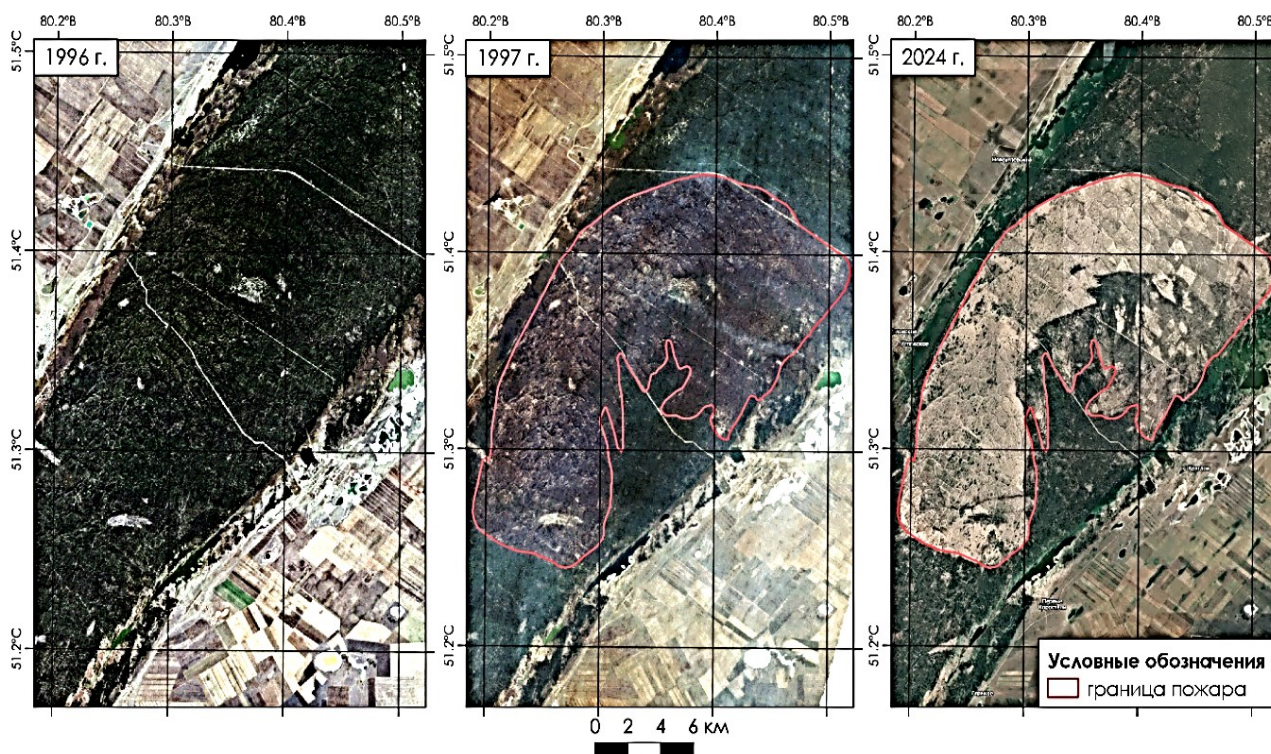 80.2°В 80.3°В 80.4°В 80.5°В 80.2°В 80.3°В 80.4°В 80.5°В 80.2°В 80.3°В 80.4°В 80.5°В
1996 г. 1997 г. 2024 г.
51.5°С 51.5°С 51.5°С
51.4°С 51.4°С 51.4°С
51.3°С 51.3°С 51.3°С
51.2°С 51.2°С 51.2°С
Условные обозначения
граница пожара
0 2 4 6 км